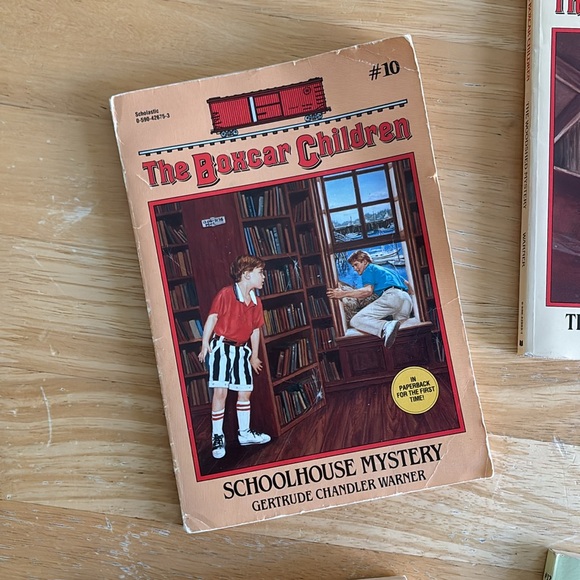 #10
Scholastic
0-590-42675-3
The Boxcar Children
IN
PAPERBACK
FOR THE FIRST
TIME!
SCHOOLHOUSE MYSTERY
GERTRUDE CHANDLER WARNER
WARNER